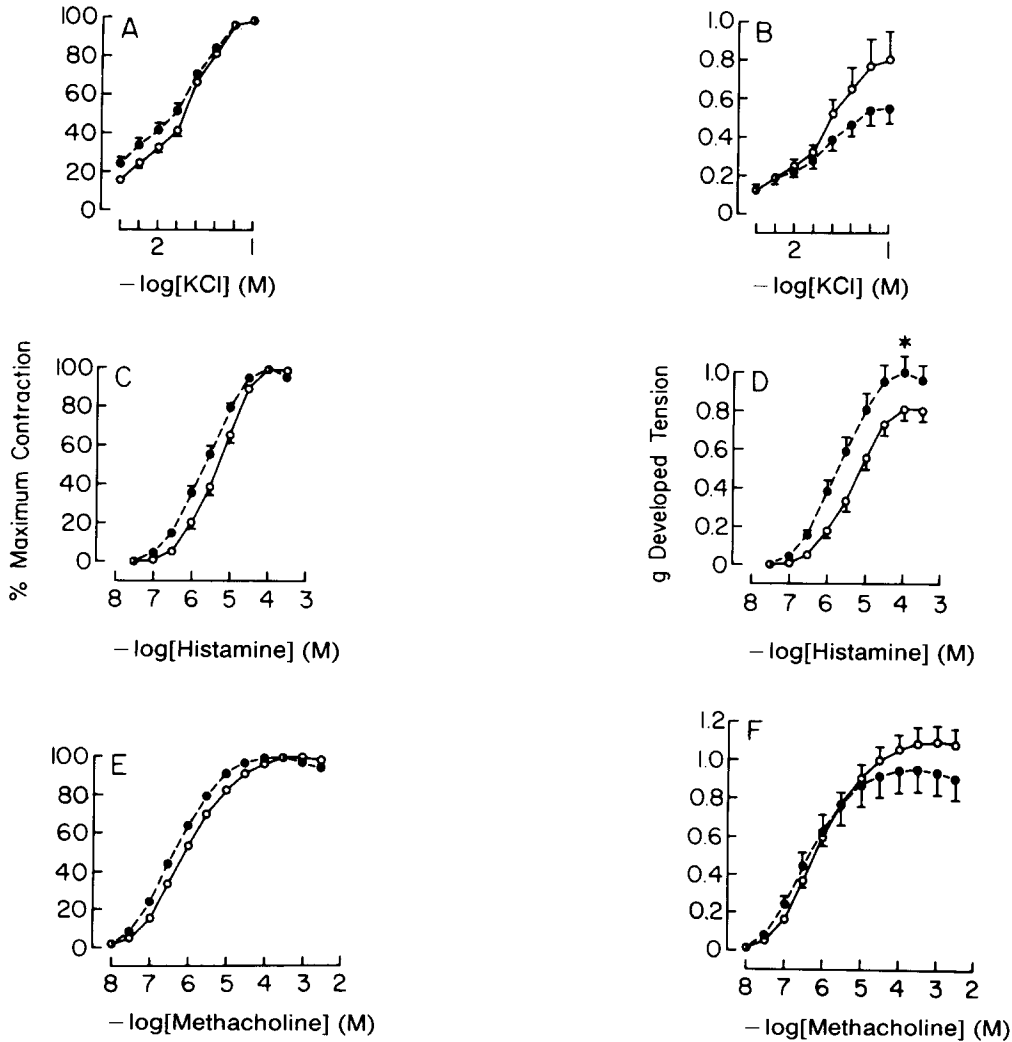 A
100
80
60
40
20
0
2 1
−log[KCl] (M)
B
1.0
0.8
0.6
0.4
0.2
0
2 1
−log[KCl] (M)
% Maximum Contraction
C
100
80
60
40
20
0
8 7 6 5 4 3
−log[Histamine] (M)
g Developed Tension
D
*
1.0
0.8
0.6
0.4
0.2
0
8 7 6 5 4 3
−log[Histamine] (M)
E
100
80
60
40
20
0
8 7 6 5 4 3 2
−log[Methacholine] (M)
F
1.2
1.0
0.8
0.6
0.4
0.2
0
8 7 6 5 4 3 2
−log[Methacholine] (M)